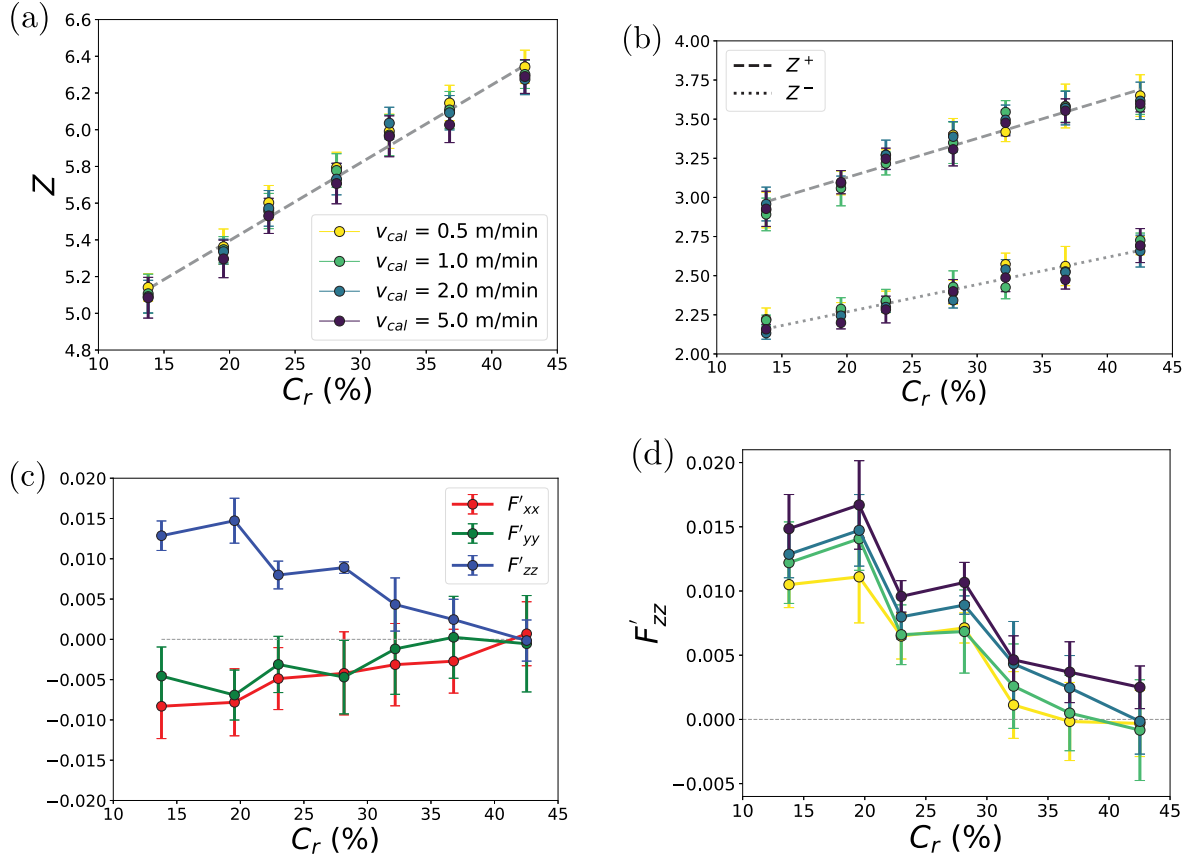 (a)
6.6
6.4
6.2
6.0
5.8
5.6
5.4
5.2
5.0
4.8
Z
v_cal = 0.5 m/min
v_cal = 1.0 m/min
v_cal = 2.0 m/min
v_cal = 5.0 m/min
10 15 20 25 30 35 40 45
C_r (%)
(b)
4.00
3.75
3.50
3.25
3.00
2.75
2.50
2.25
2.00
Z^+
Z^-
10 15 20 25 30 35 40 45
C_r (%)
(c)
0.020
0.015
0.010
0.005
0.000
−0.005
−0.010
−0.015
−0.020
F'_xx
F'_yy
F'_zz
10 15 20 25 30 35 40 45
C_r (%)
(d)
0.020
0.015
0.010
0.005
0.000
−0.005
F'_zz
10 15 20 25 30 35 40 45
C_r (%)